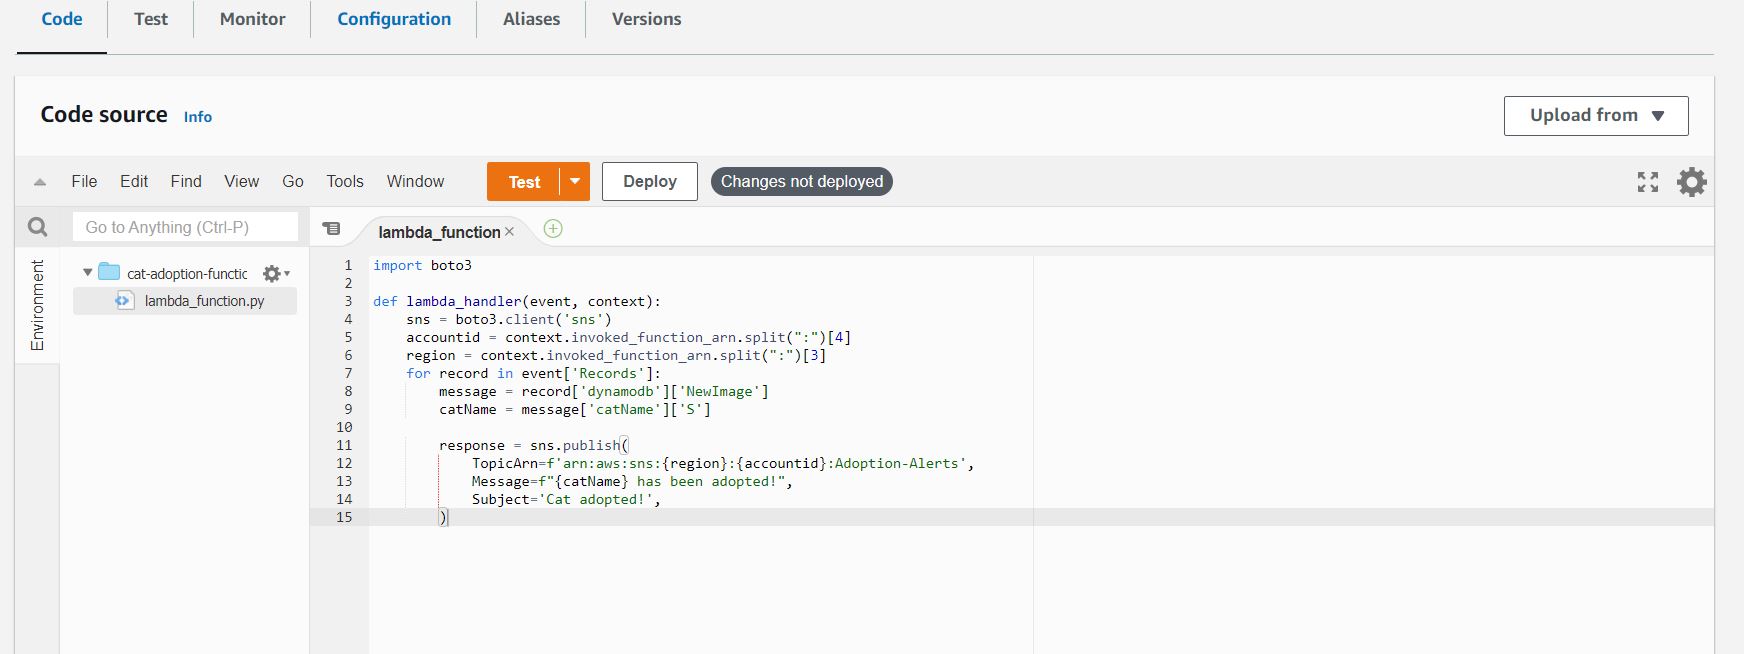 Code Test Monitor Configuration Aliases Versions
Code source Info
Upload from
File Edit Find View Go Tools Window Test Deploy Changes not deployed
Go to Anything (Ctrl-P)
lambda_function
Environment
cat-adoption-functic
lambda_function.py
1 import boto3
2
3 def lambda_handler(event, context):
4     sns = boto3.client('sns')
5     accountid = context.invoked_function_arn.split(":")[4]
6     region = context.invoked_function_arn.split(":")[3]
7     for record in event['Records']:
8         message = record['dynamodb']['NewImage']
9         catName = message['catName']['S']
10
11         response = sns.publish(
12             TopicArn=f'arn:aws:sns:{region}:{accountid}:Adoption-Alerts',
13             Message=f"{catName} has been adopted!",
14             Subject='Cat adopted!',
15         )